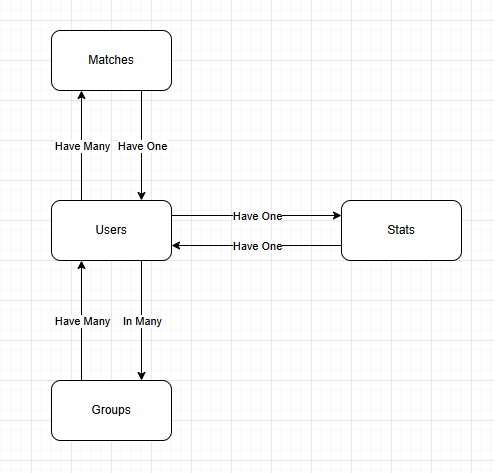 Matches
Have Many
Have One
Users
Have One
Have One
Stats
Have Many
In Many
Groups